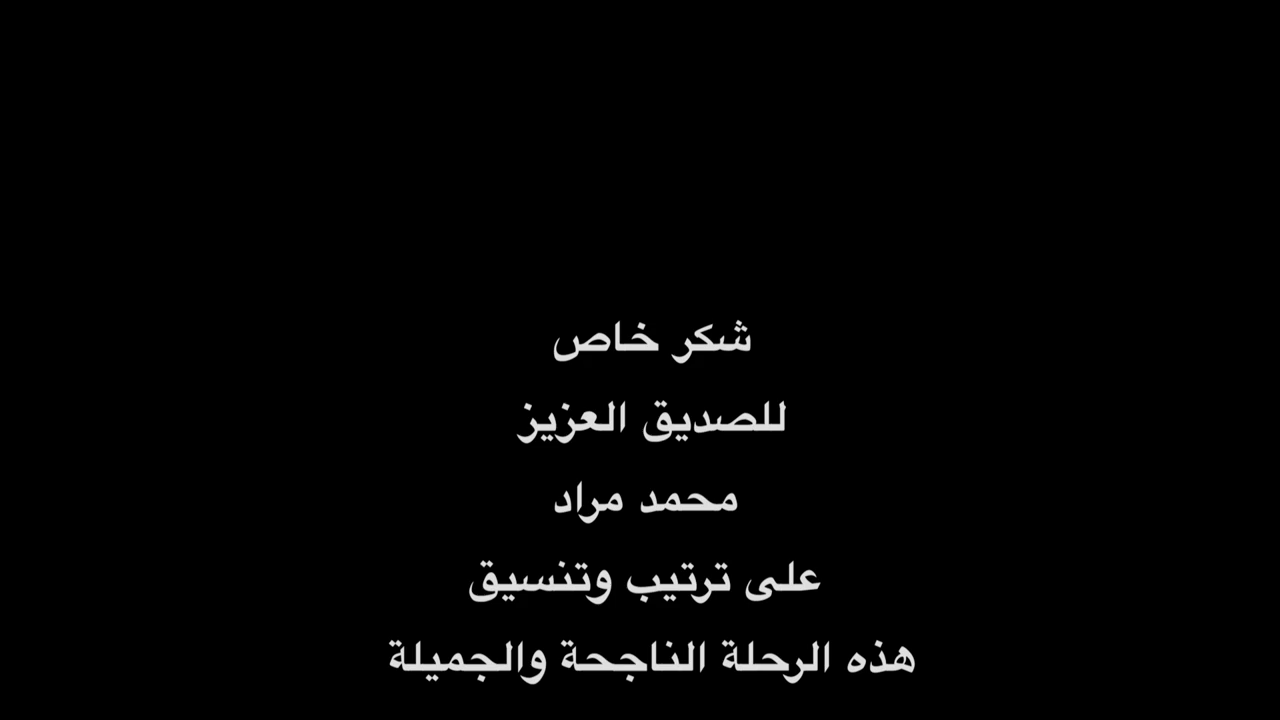 شكر خاص
للصديق العزيز
محمد مراد
على ترتيب وتنسيق
هذه الرحلة الناجحة والجميلة